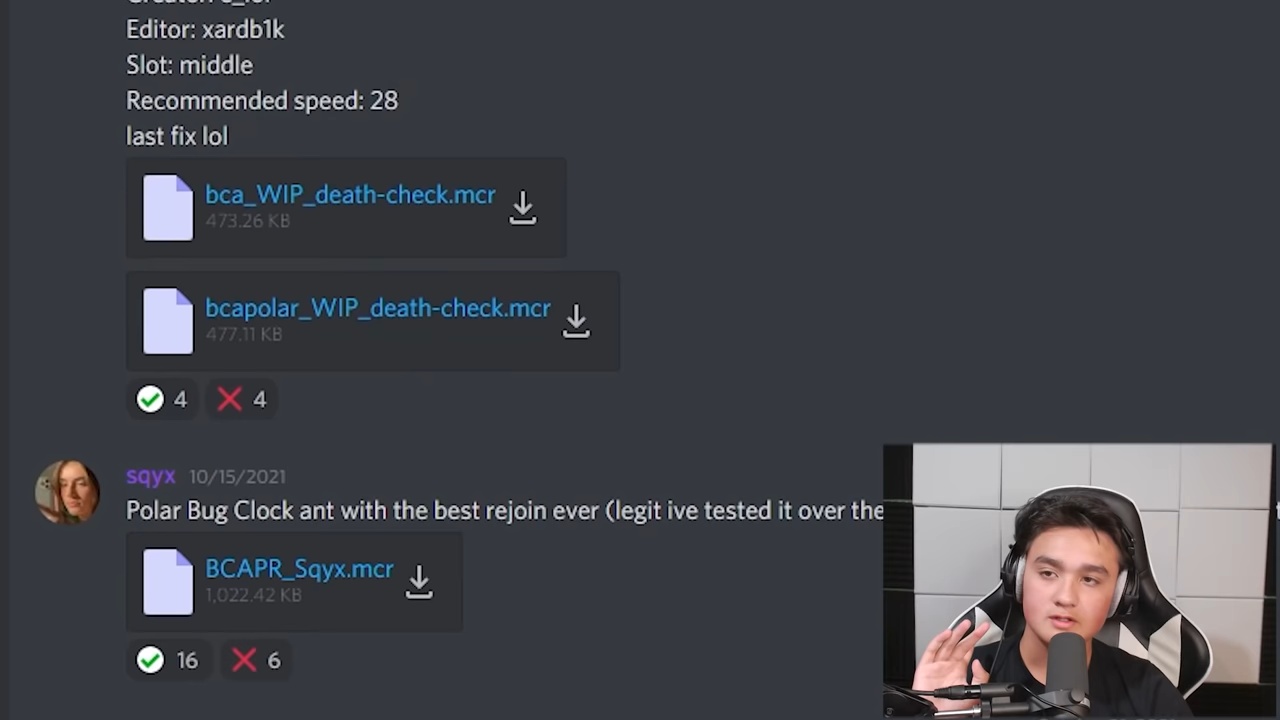 Editor: xardb1k
Slot: middle
Recommended speed: 28
last fix lol
bca_WIP_death-check.mcr
473.26 KB
bcapolar_WIP_death-check.mcr
477.11 KB
4 4
sqyx 10/15/2021
Polar Bug Clock ant with the best rejoin ever (legit ive tested it over the
BCAPR_Sqyx.mcr
1,022.42 KB
16 6